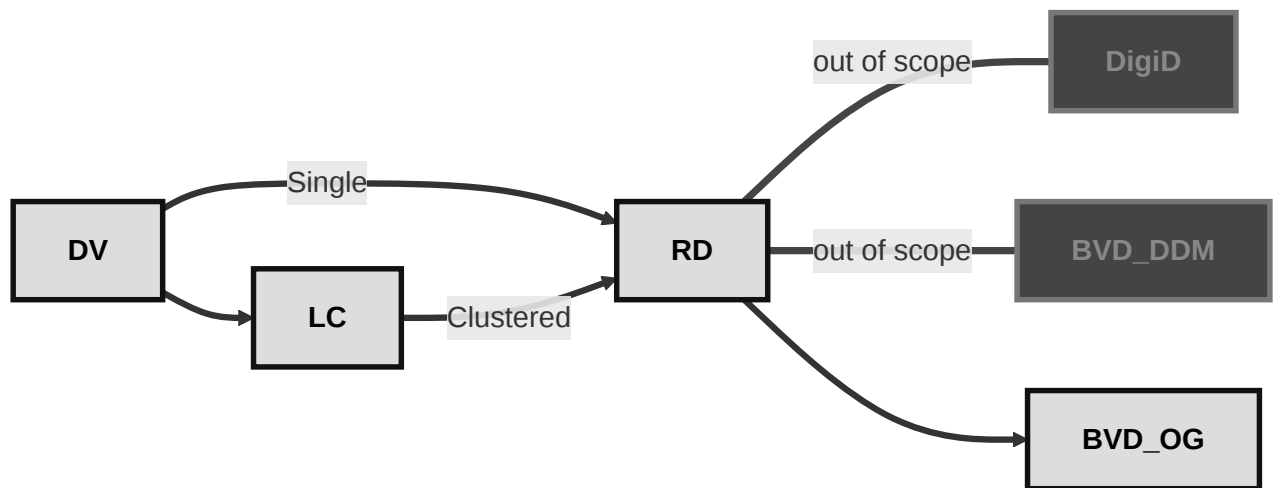 out of scope
DigiD
Single
DV
RD
out of scope
BVD_DDM
LC
Clustered
BVD_OG